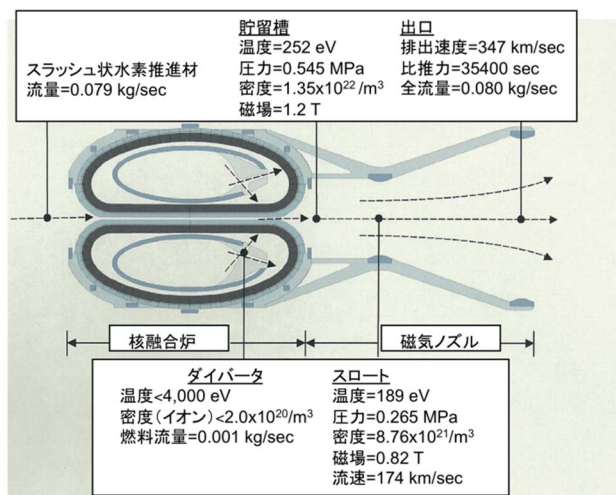 スラッシュ状水素推進材
流量=0.079 kg/sec
貯留槽
温度=252 eV
圧力=0.545 MPa
密度=1.35x10²²/m³
磁場=1.2 T
出口
排出速度=347 km/sec
比推力=35400 sec
全流量=0.080 kg/sec
核融合炉
磁気ノズル
ダイバータ
温度<4,000 eV
密度(イオン)<2.0x10²⁰/m³
燃料流量=0.001 kg/sec
スロート
温度=189 eV
圧力=0.265 MPa
密度=8.76x10²¹/m³
磁場=0.82 T
流速=174 km/sec